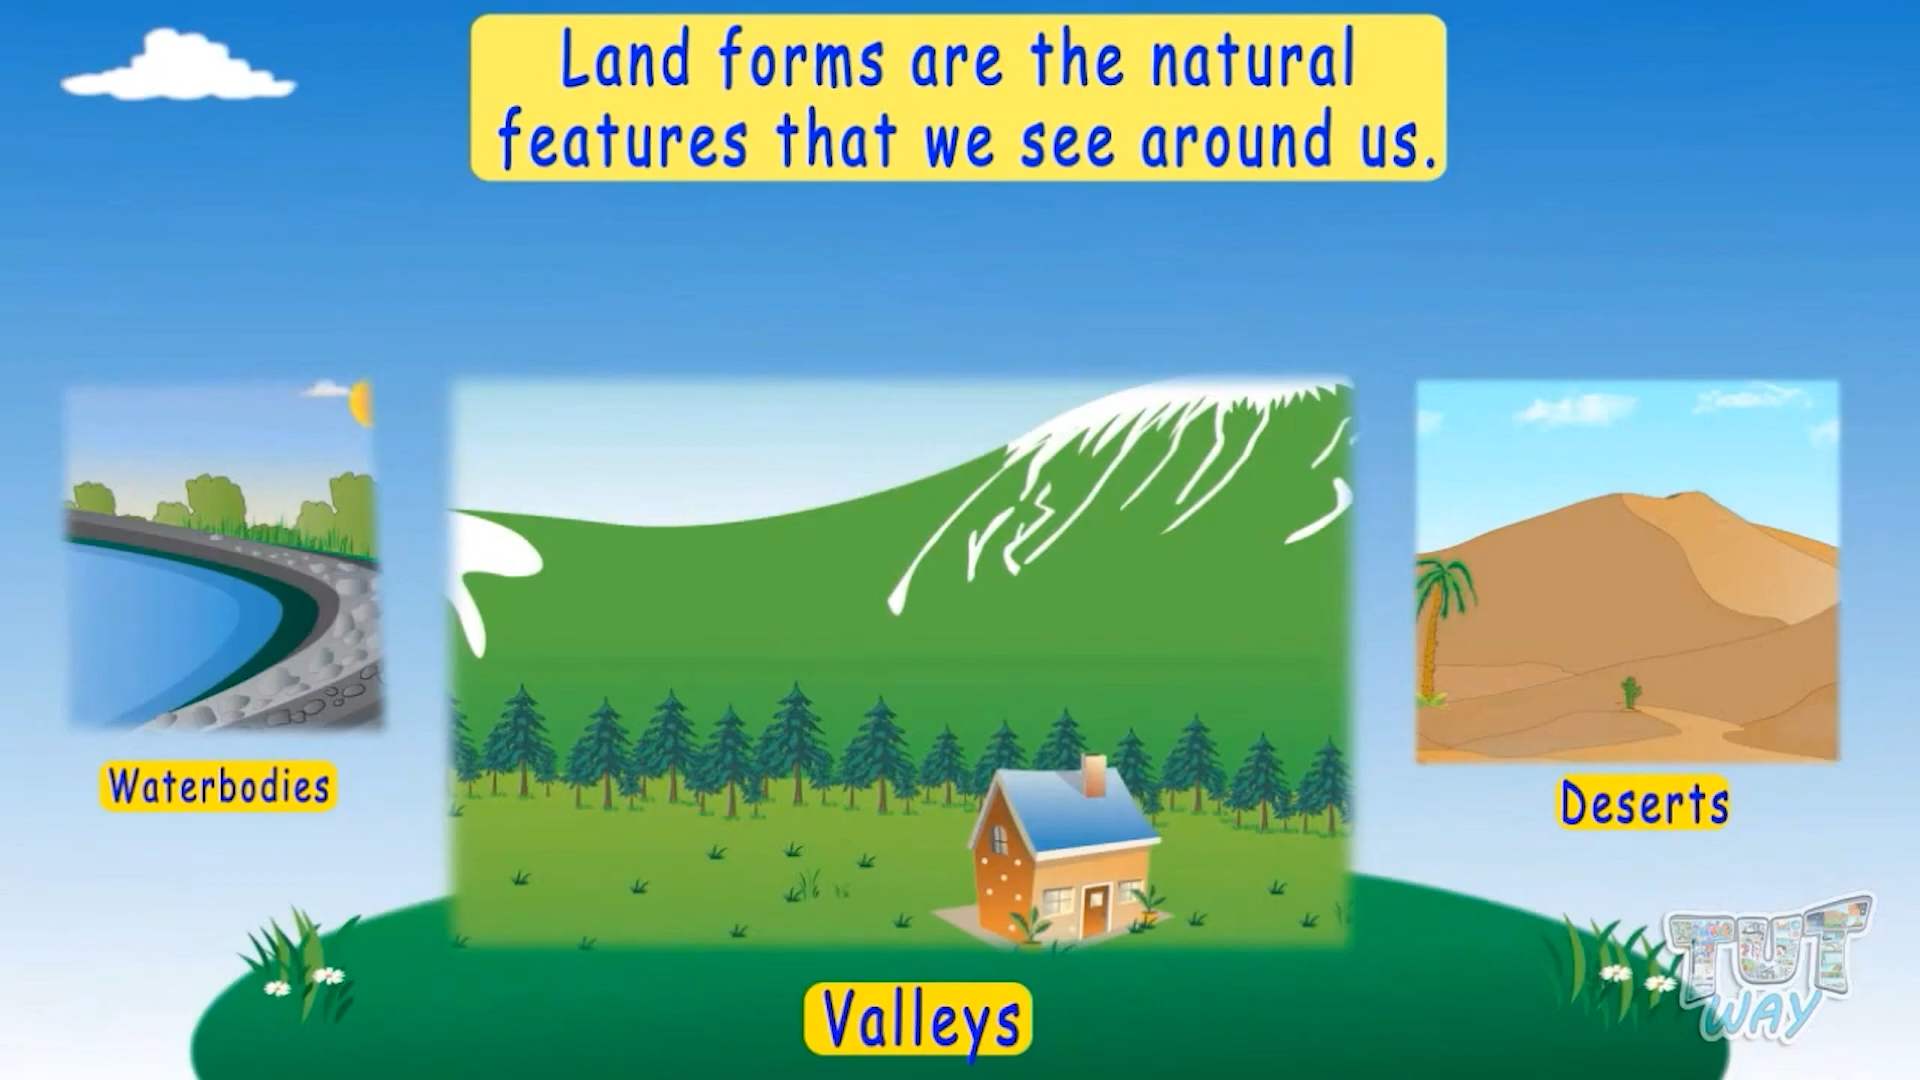 Land forms are the natural
features that we see around us.
Waterbodies
Deserts
Valleys
TUT
WAY